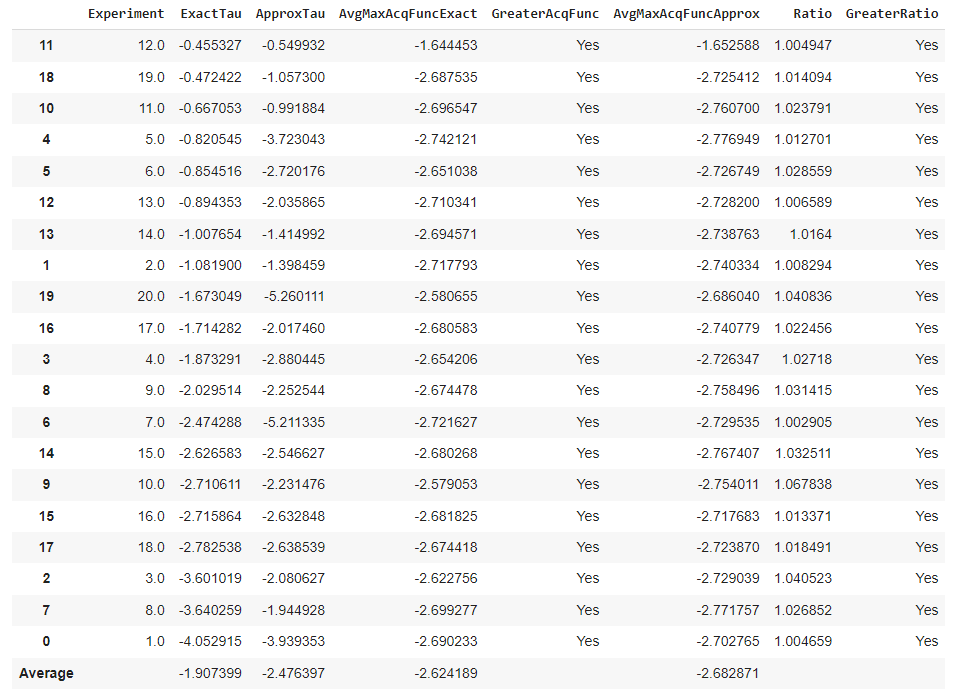 Experiment ExactTau ApproxTau AvgMaxAcqFuncExact GreaterAcqFunc AvgMaxAcqFuncApprox Ratio GreaterRatio
11 12.0 -0.455327 -0.549932 -1.644453 Yes -1.652588 1.004947 Yes
18 19.0 -0.472422 -1.057300 -2.687535 Yes -2.725412 1.014094 Yes
10 11.0 -0.667053 -0.991884 -2.696547 Yes -2.760700 1.023791 Yes
4 5.0 -0.820545 -3.723043 -2.742121 Yes -2.776949 1.012701 Yes
5 6.0 -0.854516 -2.720176 -2.651038 Yes -2.726749 1.028559 Yes
12 13.0 -0.894353 -2.035865 -2.710341 Yes -2.728200 1.006589 Yes
13 14.0 -1.007654 -1.414992 -2.694571 Yes -2.738763 1.0164 Yes
1 2.0 -1.081900 -1.398459 -2.717793 Yes -2.740334 1.008294 Yes
19 20.0 -1.673049 -5.260111 -2.580655 Yes -2.686040 1.040836 Yes
16 17.0 -1.714282 -2.017460 -2.680583 Yes -2.740779 1.022456 Yes
3 4.0 -1.873291 -2.880445 -2.654206 Yes -2.726347 1.02718 Yes
8 9.0 -2.029514 -2.252544 -2.674478 Yes -2.758496 1.031415 Yes
6 7.0 -2.474288 -5.211335 -2.721627 Yes -2.729535 1.002905 Yes
14 15.0 -2.626583 -2.546627 -2.680268 Yes -2.767407 1.032511 Yes
9 10.0 -2.710611 -2.231476 -2.579053 Yes -2.754011 1.067838 Yes
15 16.0 -2.715864 -2.632848 -2.681825 Yes -2.717683 1.013371 Yes
17 18.0 -2.782538 -2.638539 -2.674418 Yes -2.723870 1.018491 Yes
2 3.0 -3.601019 -2.080627 -2.622756 Yes -2.729039 1.040523 Yes
7 8.0 -3.640259 -1.944928 -2.699277 Yes -2.771757 1.026852 Yes
0 1.0 -4.052915 -3.939353 -2.690233 Yes -2.702765 1.004659 Yes
Average -1.907399 -2.476397 -2.624189 -2.682871